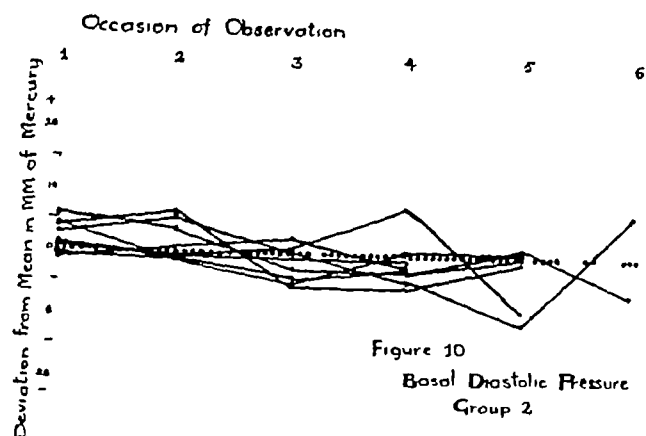 Occasion of Observation
1 2 3 4 5 6
Deviation from Mean in MM of Mercury
+
0
-
Figure 10
Basal Diastolic Pressure
Group 2